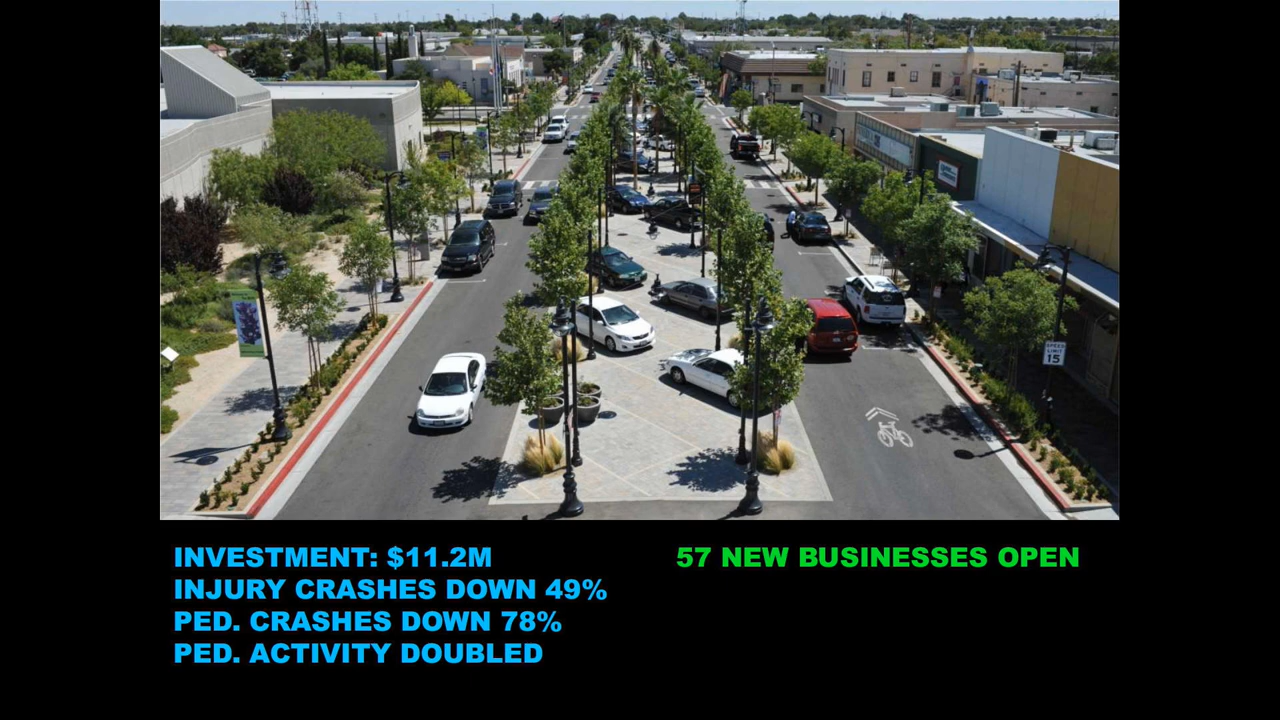 SPEED
LIMIT
15
INVESTMENT: $11.2M
INJURY CRASHES DOWN 49%
PED. CRASHES DOWN 78%
PED. ACTIVITY DOUBLED
57 NEW BUSINESSES OPEN